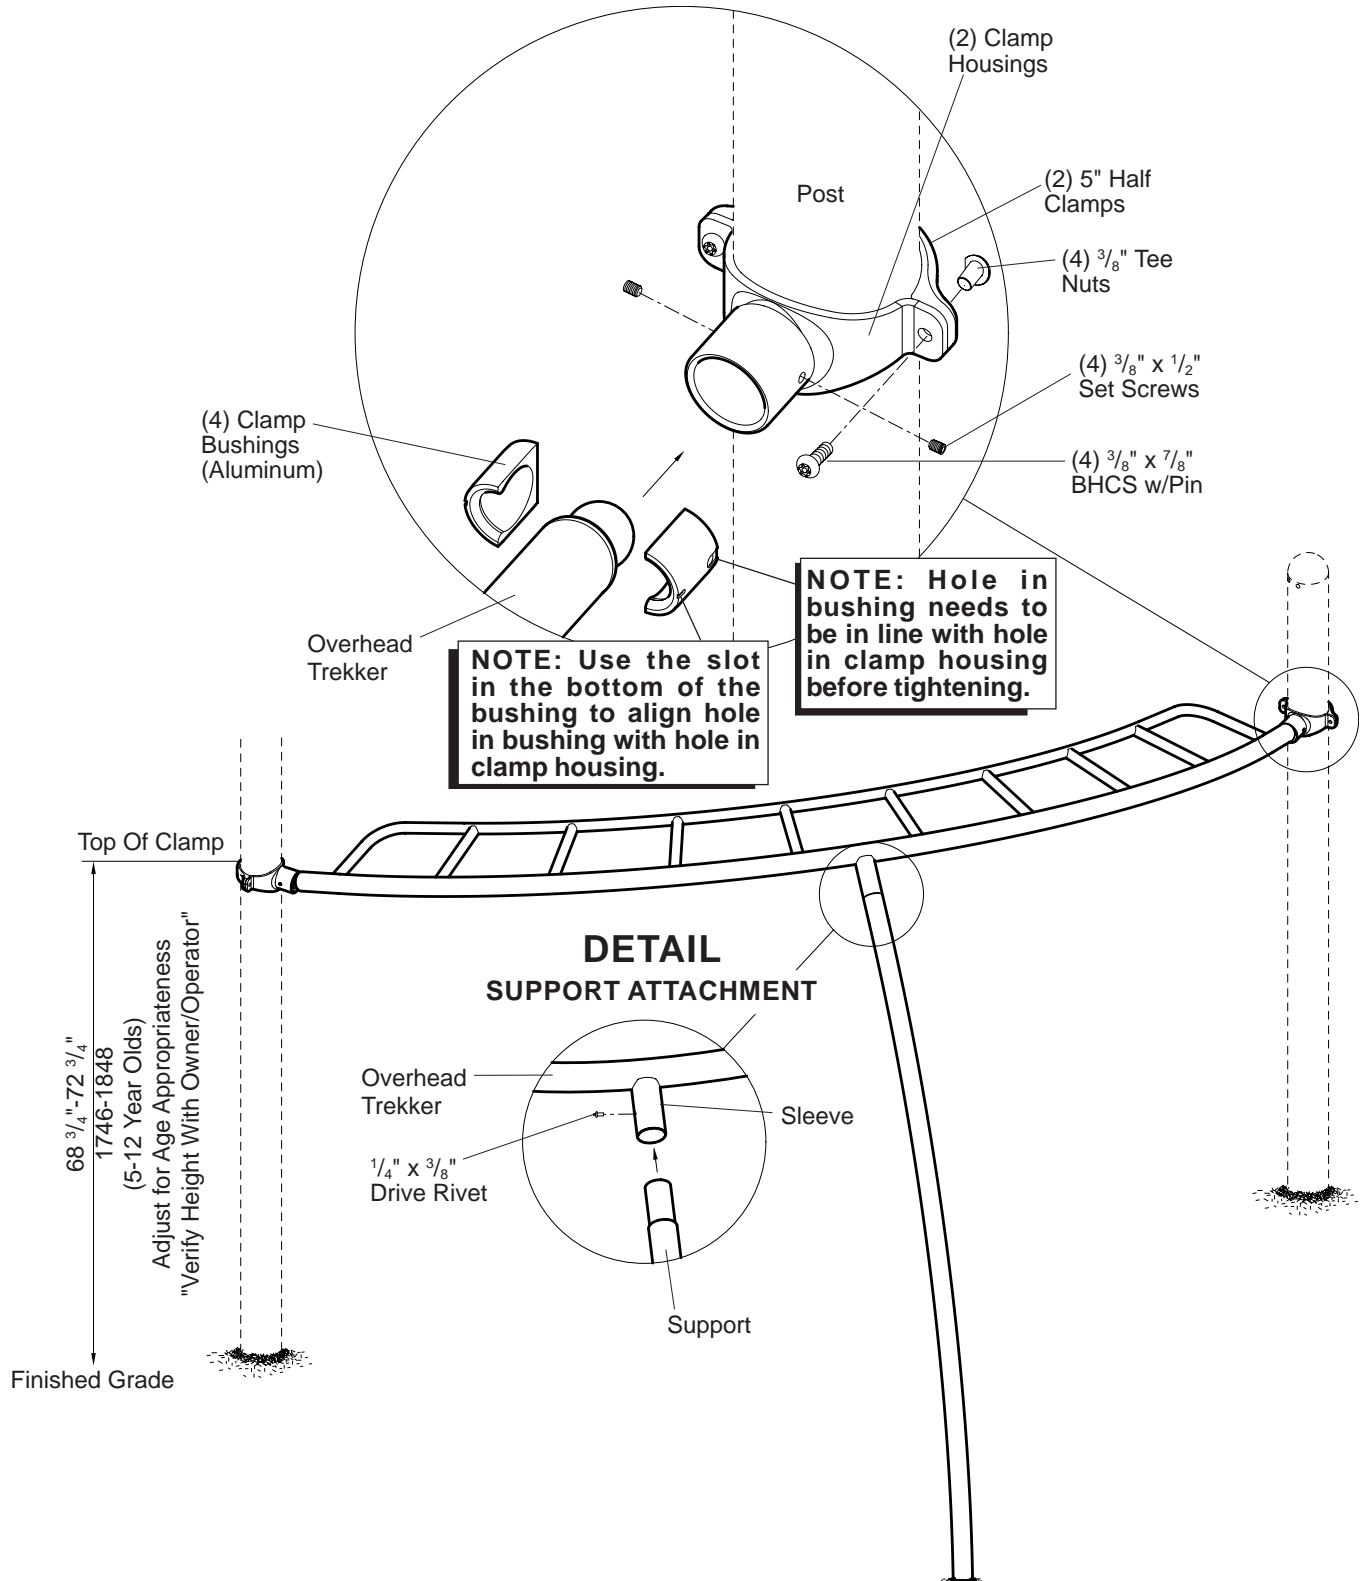 (2) Clamp
Housings
Post
(2) 5" Half
Clamps
(4) 3/8" Tee
Nuts
(4) 3/8" x 1/2"
Set Screws
(4) Clamp
Bushings
(Aluminum)
(4) 3/8" x 7/8"
BHCS w/Pin
NOTE: Hole in
bushing needs to
be in line with hole
in clamp housing
before tightening.
Overhead
Trekker
NOTE: Use the slot
in the bottom of the
bushing to align hole
in bushing with hole in
clamp housing.
Top Of Clamp
68 3/4"-72 3/4"
1746-1848
(5-12 Year Olds)
Adjust for Age Appropriateness
"Verify Height With Owner/Operator"
DETAIL
SUPPORT ATTACHMENT
Overhead
Trekker
Sleeve
1/4" x 3/8"
Drive Rivet
Support
Finished Grade